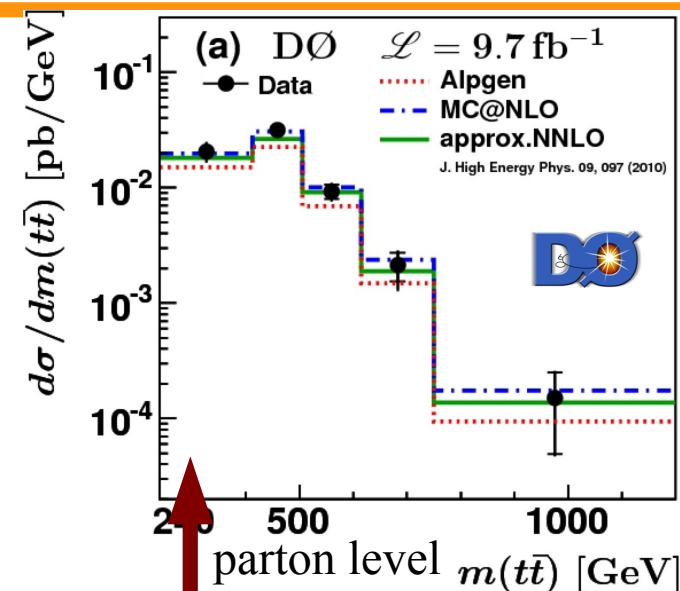 (a) DØ ℒ = 9.7 fb⁻¹
Data
Alpgen
MC@NLO
approx.NNLO
J. High Energy Phys. 09, 097 (2010)
DØ
dσ/dm(tt̄) [pb/GeV]
10⁻¹
10⁻²
10⁻³
10⁻⁴
500 1000
parton level m(tt̄) [GeV]